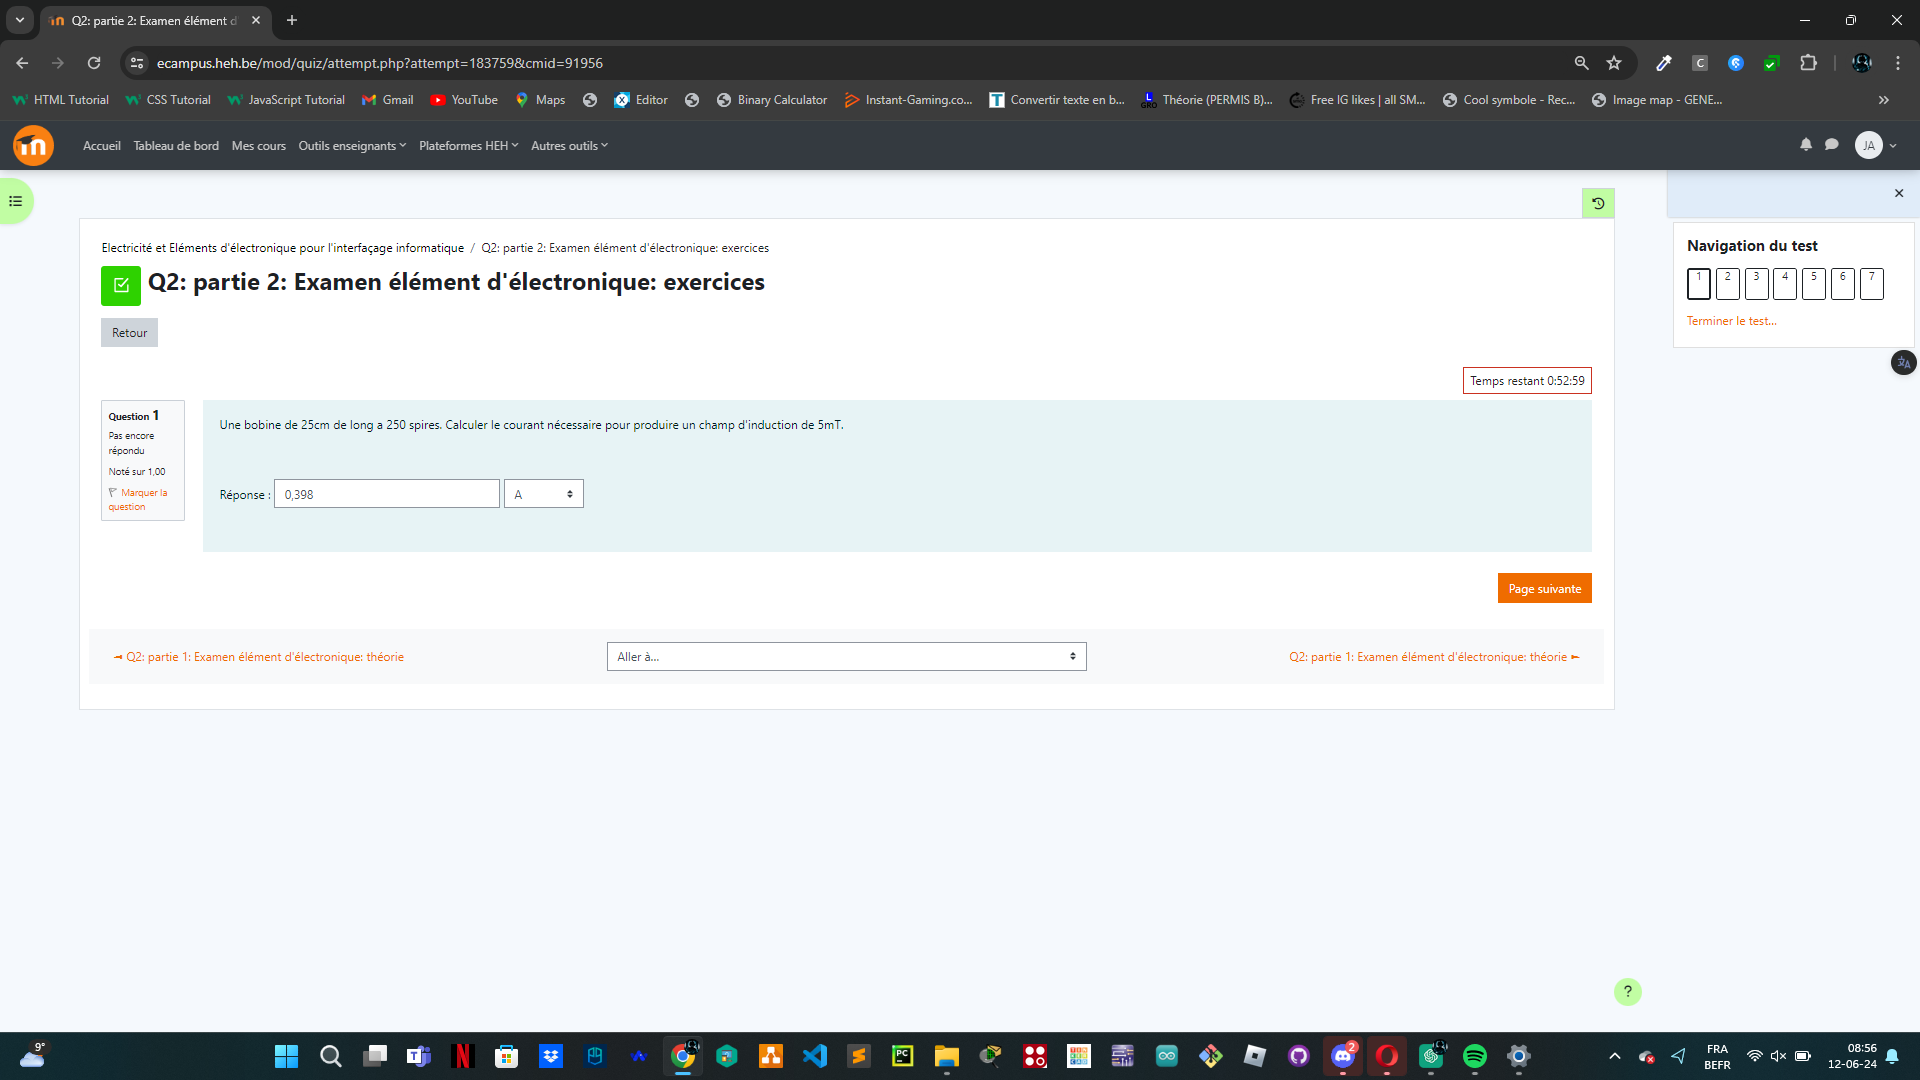 Q2: partie 2: Examen élément d'
ecampus.heh.be/mod/quiz/attempt.php?attempt=183759&cmid=91956
HTML Tutorial
CSS Tutorial
JavaScript Tutorial
Gmail
YouTube
Maps
Editor
Binary Calculator
Instant-Gaming.co...
Convertir texte en b...
Théorie (PERMIS B)...
Free IG likes | all SM...
Cool symbole - Rec...
Image map - GENE...
Accueil
Tableau de bord
Mes cours
Outils enseignants
Plateformes HEH
Autres outils
JA
Electricité et Eléments d'électronique pour l'interfaçage informatique / Q2: partie 2: Examen élément d'électronique: exercices
Q2: partie 2: Examen élément d'électronique: exercices
Retour
Temps restant 0:52:59
Question 1
Pas encore
répondu
Noté sur 1,00
Marquer la
question
Une bobine de 25cm de long a 250 spires. Calculer le courant nécessaire pour produire un champ d'induction de 5mT.
Réponse : 0,398 A
Page suivante
◄ Q2: partie 1: Examen élément d'électronique: théorie
Aller à...
Q2: partie 1: Examen élément d'électronique: théorie ►
Navigation du test
1 2 3 4 5 6 7
Terminer le test...
?
9°
2
FRA
BEFR
08:56
12-06-24